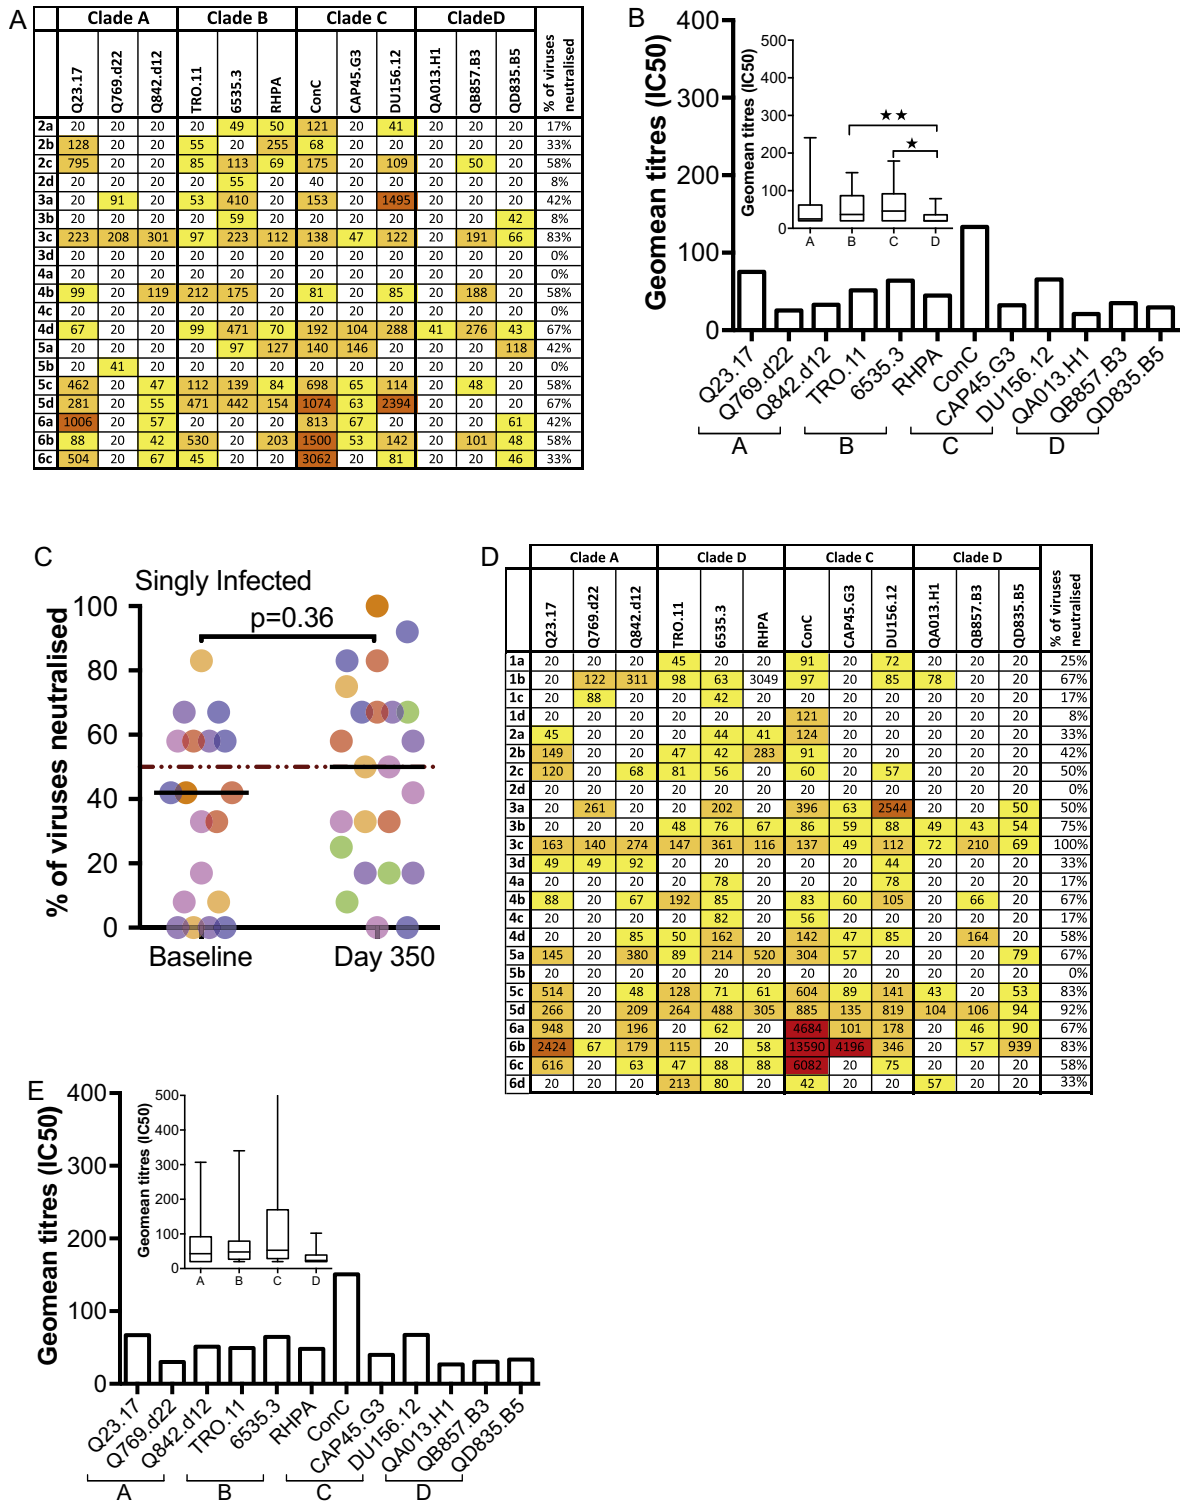 A
Clade A Clade B Clade C CladeD
Q23.17 Q769.d22 Q842.d12 TRO.11 6535.3 RHPA ConC CAP45.G3 DU156.12 QA013.H1 QB857.B3 QD835.B5 % of viruses neutralised
2a 20 20 20 20 49 50 121 20 41 20 20 20 17%
2b 128 20 20 55 20 255 68 20 20 20 20 20 33%
2c 795 20 20 85 113 69 175 20 109 20 50 20 58%
2d 20 20 20 20 55 20 40 20 20 20 20 20 8%
3a 20 91 20 53 410 20 153 20 1495 20 20 20 42%
3b 20 20 20 20 59 20 20 20 20 20 20 42 8%
3c 223 208 301 97 223 112 138 47 122 20 191 66 83%
3d 20 20 20 20 20 20 20 20 20 20 20 20 0%
4a 20 20 20 20 20 20 20 20 20 20 20 20 0%
4b 99 20 119 212 175 20 81 20 85 20 188 20 58%
4c 20 20 20 20 20 20 20 20 20 20 20 20 0%
4d 67 20 20 99 471 70 192 104 288 41 276 43 67%
5a 20 20 20 20 97 127 140 146 20 20 20 118 42%
5b 20 41 20 20 20 20 20 20 20 20 20 20 0%
5c 462 20 47 112 139 84 698 65 114 20 48 20 58%
5d 281 20 55 471 442 154 1074 63 2394 20 20 20 67%
6a 1006 20 57 20 20 20 813 67 20 20 20 61 42%
6b 88 20 42 530 20 203 1500 53 142 20 101 48 58%
6c 504 20 67 45 20 20 3062 20 81 20 20 46 33%
B
Geomean titres (IC50)
400
300
200
100
0
Geomean titres (IC50)
500
400
300
200
100
0
★★
★
A B C D
Q23.17 Q769.d22 Q842.d12 TRO.11 6535.3 RHPA ConC CAP45.G3 DU156.12 QA013.H1 QB857.B3 QD835.B5
A B C D
C
Singly Infected
p=0.36
% of viruses neutralised
100
80
60
40
20
0
Baseline Day 350
D
Clade A Clade D Clade C Clade D
Q23.17 Q769.d22 Q842.d12 TRO.11 6535.3 RHPA ConC CAP45.G3 DU156.12 QA013.H1 QB857.B3 QD835.B5 % of viruses neutralised
1a 20 20 20 45 20 20 91 20 72 20 20 20 25%
1b 20 122 311 98 63 3049 97 20 85 78 20 20 67%
1c 20 88 20 20 42 20 20 20 20 20 20 20 17%
1d 20 20 20 20 20 20 121 20 20 20 20 20 8%
2a 45 20 20 20 44 41 124 20 20 20 20 20 33%
2b 149 20 20 47 42 283 91 20 20 20 20 20 42%
2c 120 20 68 81 56 20 60 20 57 20 20 20 50%
2d 20 20 20 20 20 20 20 20 20 20 20 20 0%
3a 20 261 20 20 202 20 396 63 2544 20 20 50 50%
3b 20 20 20 48 76 67 86 59 88 49 43 54 75%
3c 163 140 274 147 361 116 137 49 112 72 210 69 100%
3d 49 49 92 20 20 20 20 20 44 20 20 20 33%
4a 20 20 20 20 78 20 20 20 78 20 20 20 17%
4b 88 20 67 192 85 20 83 60 105 20 66 20 67%
4c 20 20 20 20 82 20 56 20 20 20 20 20 17%
4d 20 20 85 50 162 20 142 47 85 20 164 20 58%
5a 145 20 380 89 214 520 304 57 20 20 20 79 67%
5b 20 20 20 20 20 20 20 20 20 20 20 20 0%
5c 514 20 48 128 71 61 604 89 141 43 20 53 83%
5d 266 20 209 264 488 305 885 135 819 104 106 94 92%
6a 948 20 196 20 62 20 4684 101 178 20 46 90 67%
6b 2424 67 179 115 20 58 13590 4196 346 20 57 939 83%
6c 616 20 63 47 88 88 6082 20 75 20 20 20 58%
6d 20 20 20 213 80 20 42 20 20 57 20 20 33%
E
Geomean titres (IC50)
400
300
200
100
0
Geomean titres (IC50)
500
400
300
200
100
0
A B C D
Q23.17 Q769.d22 Q842.d12 TRO.11 6535.3 RHPA ConC CAP45.G3 DU156.12 QA013.H1 QB857.B3 QD835.B5
A B C D